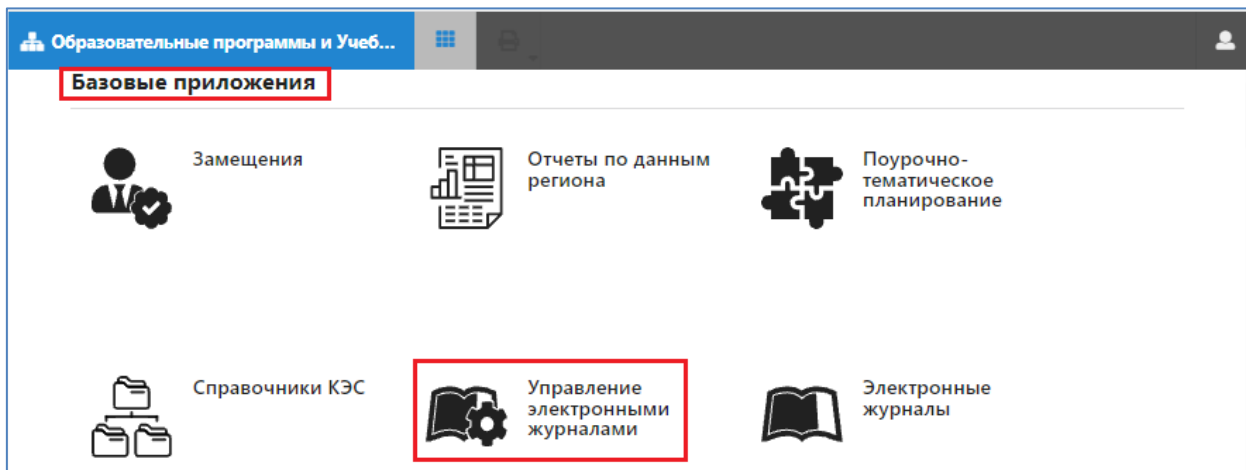 Образовательные программы и Учеб...
Базовые приложения
Замещения
Отчеты по данным
региона
Поурочно-
тематическое
планирование
Справочники КЭС
Управление
электронными
журналами
Электронные
журналы